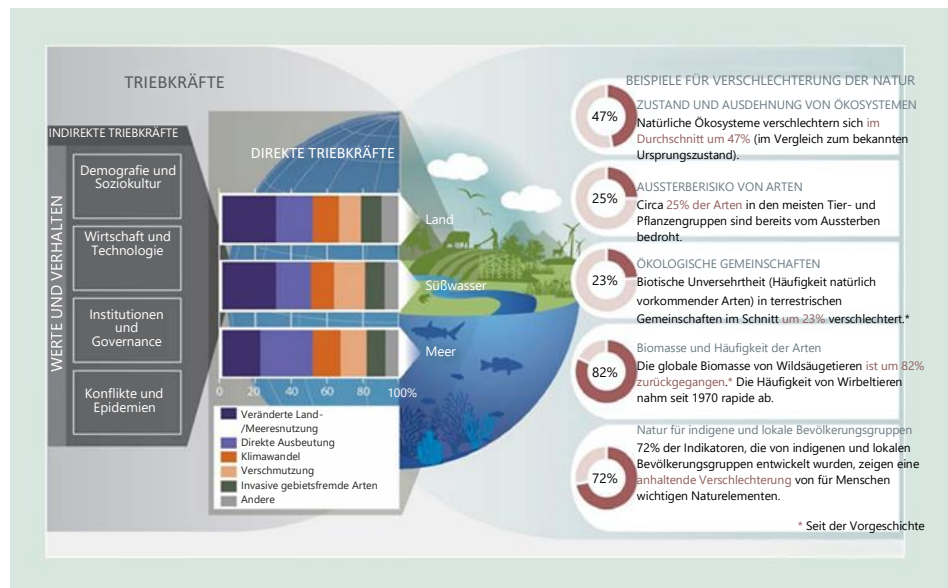 TRIEBKRÄFTE
INDIREKTE TRIEBKRÄFTE
WERTE UND VERHALTEN
Demografie und
Soziokultur
Wirtschaft und
Technologie
Institutionen
und
Governance
Konflikte und
Epidemien
DIREKTE TRIEBKRÄFTE
Land
Süßwasser
Meer
0 20 40 60 80 100%
Veränderte Land-
/Meeresnutzung
Direkte Ausbeutung
Klimawandel
Verschmutzung
Invasive gebietsfremde Arten
Andere
BEISPIELE FÜR VERSCHLECHTERUNG DER NATUR
47%
ZUSTAND UND AUSDEHNUNG VON ÖKOSYSTEMEN
Natürliche Ökosysteme verschlechtern sich im
Durchschnitt um 47% (im Vergleich zum bekannten
Ursprungszustand).
25%
AUSSTERBERISIKO VON ARTEN
Circa 25% der Arten in den meisten Tier- und
Pflanzengruppen sind bereits vom Aussterben
bedroht.
23%
ÖKOLOGISCHE GEMEINSCHAFTEN
Biotische Unversehrtheit (Häufigkeit natürlich
vorkommender Arten) in terrestrischen
Gemeinschaften im Schnitt um 23% verschlechtert.*
82%
Biomasse und Häufigkeit der Arten
Die globale Biomasse von Wildsäugetieren ist um 82%
zurückgegangen.* Die Häufigkeit von Wirbeltieren
nahm seit 1970 rapide ab.
72%
Natur für indigene und lokale Bevölkerungsgruppen
72% der Indikatoren, die von indigenen und lokalen
Bevölkerungsgruppen entwickelt wurden, zeigen eine
anhaltende Verschlechterung von für Menschen
wichtigen Naturelementen.
* Seit der Vorgeschichte